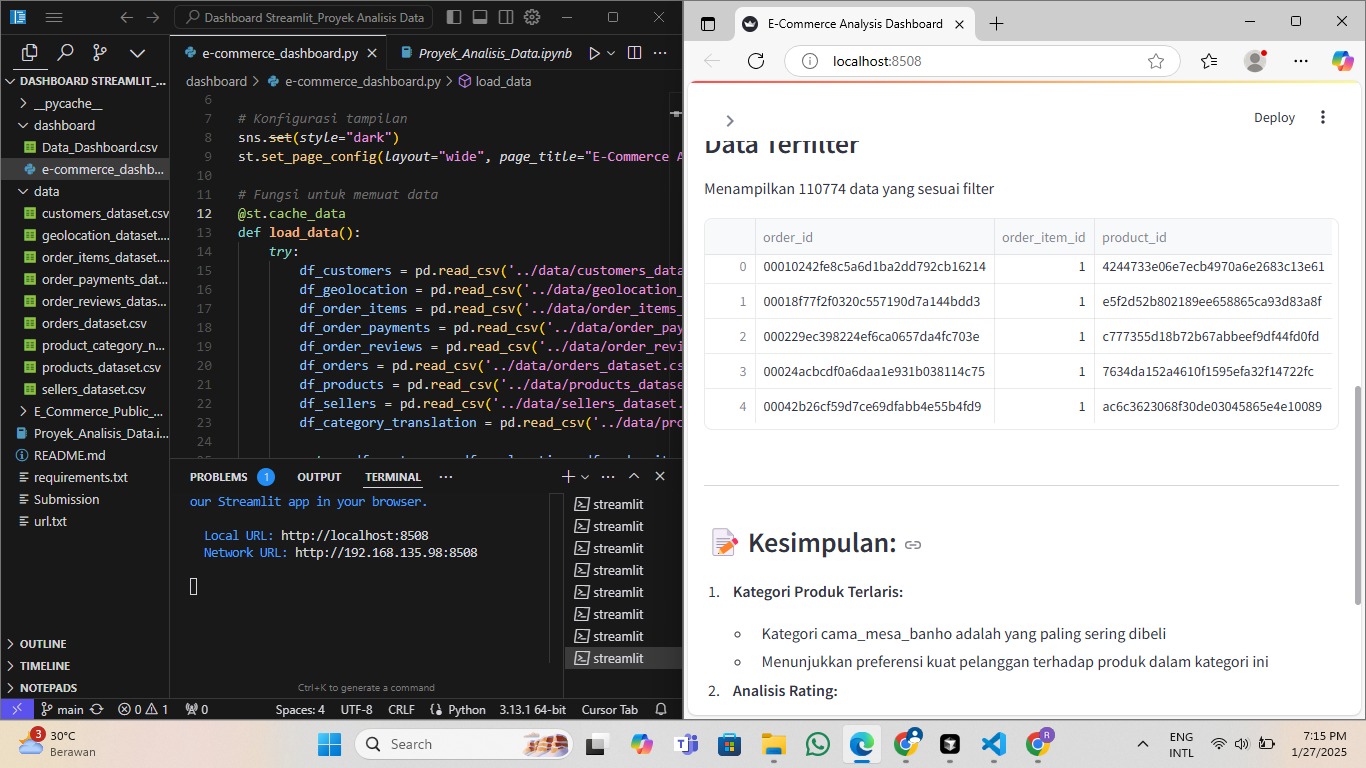 Dashboard Streamlit_Proyek Analisis Data
DASHBOARD STREAMLIT_...
__pycache__
dashboard
Data_Dashboard.csv
e-commerce_dashb...
data
customers_dataset.csv
geolocation_dataset....
order_items_dataset....
order_payments_dat...
order_reviews_datas...
orders_dataset.csv
product_category_n...
products_dataset.csv
sellers_dataset.csv
E_Commerce_Public_...
Proyek_Analisis_Data.i...
README.md
requirements.txt
Submission
url.txt
OUTLINE
TIMELINE
NOTEPADS
e-commerce_dashboard.py
Proyek_Analisis_Data.ipynb
dashboard > e-commerce_dashboard.py > load_data
6
7 # Konfigurasi tampilan
8 sns.set(style="dark")
9 st.set_page_config(layout="wide", page_title="E-Commerce A
10
11 # Fungsi untuk memuat data
12 @st.cache_data
13 def load_data():
14 try:
15 df_customers = pd.read_csv('../data/customers_data
16 df_geolocation = pd.read_csv('../data/geolocation_
17 df_order_items = pd.read_csv('../data/order_items_
18 df_order_payments = pd.read_csv('../data/order_pay
19 df_order_reviews = pd.read_csv('../data/order_revi
20 df_orders = pd.read_csv('../data/orders_dataset.cs
21 df_products = pd.read_csv('../data/products_dataset
22 df_sellers = pd.read_csv('../data/sellers_dataset.
23 df_category_translation = pd.read_csv('../data/pro
24
PROBLEMS 1 OUTPUT TERMINAL
our Streamlit app in your browser.
Local URL: http://localhost:8508
Network URL: http://192.168.135.98:8508
Ctrl+K to generate a command
streamlit
streamlit
streamlit
streamlit
streamlit
streamlit
streamlit
streamlit
main 0 1 0 Spaces: 4 UTF-8 CRLF Python 3.13.1 64-bit Cursor Tab
E-Commerce Analysis Dashboard
localhost:8508
Deploy
Data Terfilter
Menampilkan 110774 data yang sesuai filter
order_id order_item_id product_id
0 00010242fe8c5a6d1ba2dd792cb16214 1 4244733e06e7ecb4970a6e2683c13e61
1 00018f77f2f0320c557190d7a144bdd3 1 e5f2d52b802189ee658865ca93d83a8f
2 000229ec398224ef6ca0657da4fc703e 1 c777355d18b72b67abbeef9df44fd0fd
3 00024acbcdf0a6daa1e931b038114c75 1 7634da152a4610f1595efa32f14722fc
4 00042b26cf59d7ce69dfabb4e55b4fd9 1 ac6c3623068f30de03045865e4e10089
Kesimpulan:
1. Kategori Produk Terlaris:
Kategori cama_mesa_banho adalah yang paling sering dibeli
Menunjukkan preferensi kuat pelanggan terhadap produk dalam kategori ini
2. Analisis Rating:
3
30°C
Berawan
Search
ENG
INTL
7:15 PM
1/27/2025